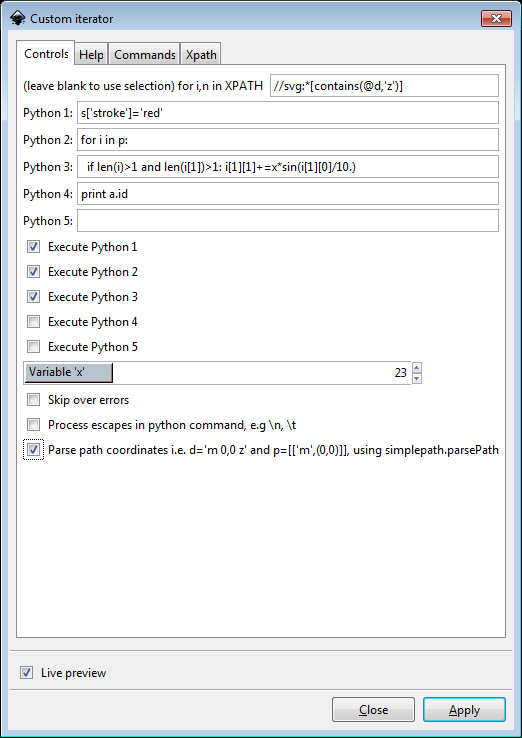 Custom iterator
Controls Help Commands Xpath
(leave blank to use selection) for i,n in XPATH //svg:*[contains(@d,'z')]
Python 1: s['stroke']='red'
Python 2: for i in p:
Python 3: if len(i)>1 and len(i[1])>1: i[1][1]+=x*sin(i[1][0]/10.)
Python 4: print a.id
Python 5:
Execute Python 1
Execute Python 2
Execute Python 3
Execute Python 4
Execute Python 5
Variable 'x' 23
Skip over errors
Process escapes in python command, e.g \n, \t
Parse path coordinates i.e. d='m 0,0 z' and p=[['m',(0,0)]], using simplepath.parsePath
Live preview
Close Apply